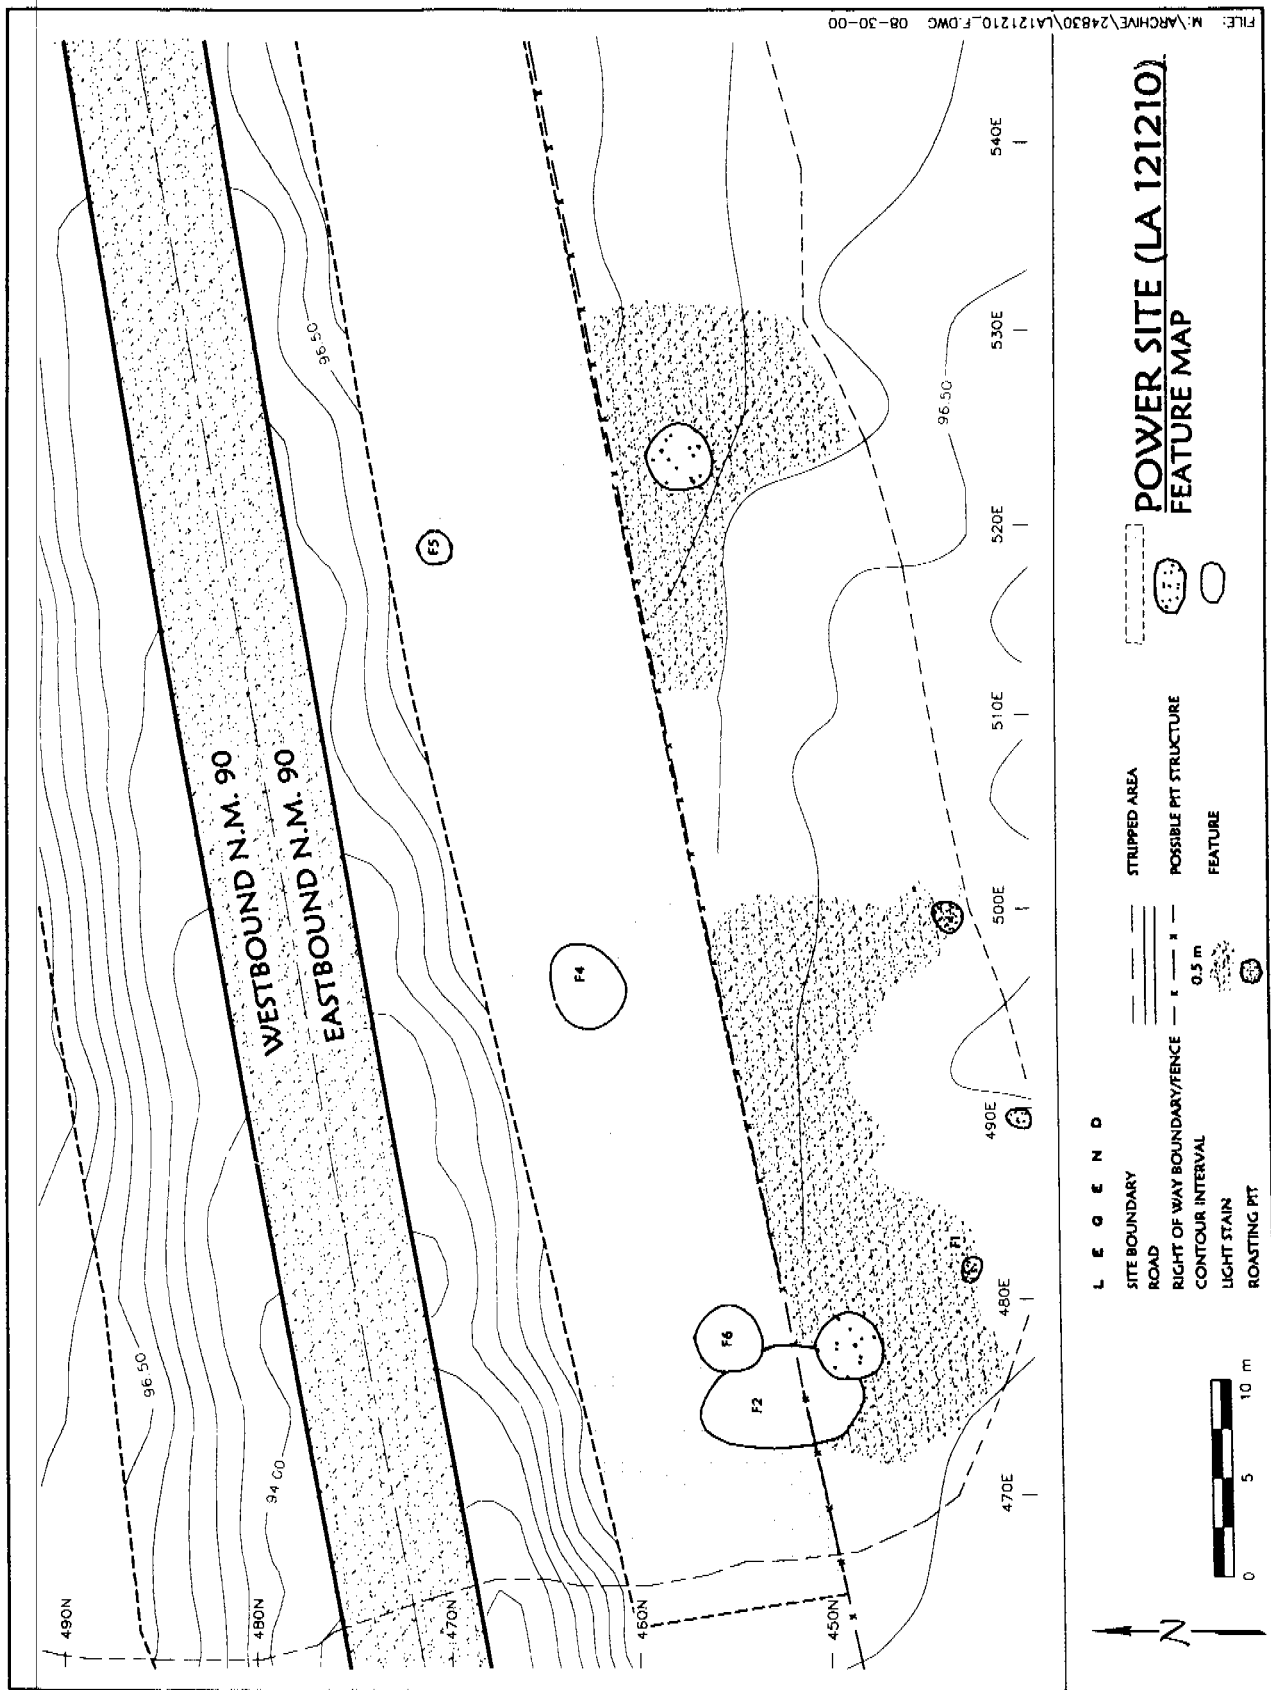 FILE: M:\ARCHIVE\24830\LA121210_F.DWG 08-30-00
490N
480N
470N
460N
450N
96.50
94.00
96.50
96.50
WESTBOUND N.M. 90
EASTBOUND N.M. 90
F5
F4
F6
F2
F1
470E
480E
490E
500E
510E
520E
530E
540E
N
0
5
10 m
LEGEND
SITE BOUNDARY
ROAD
RIGHT OF WAY BOUNDARY/FENCE
CONTOUR INTERVAL 0.5 m
LIGHT STAIN
ROASTING PIT
STRIPPED AREA
POSSIBLE PIT STRUCTURE
FEATURE
POWER SITE (LA 121210)
FEATURE MAP